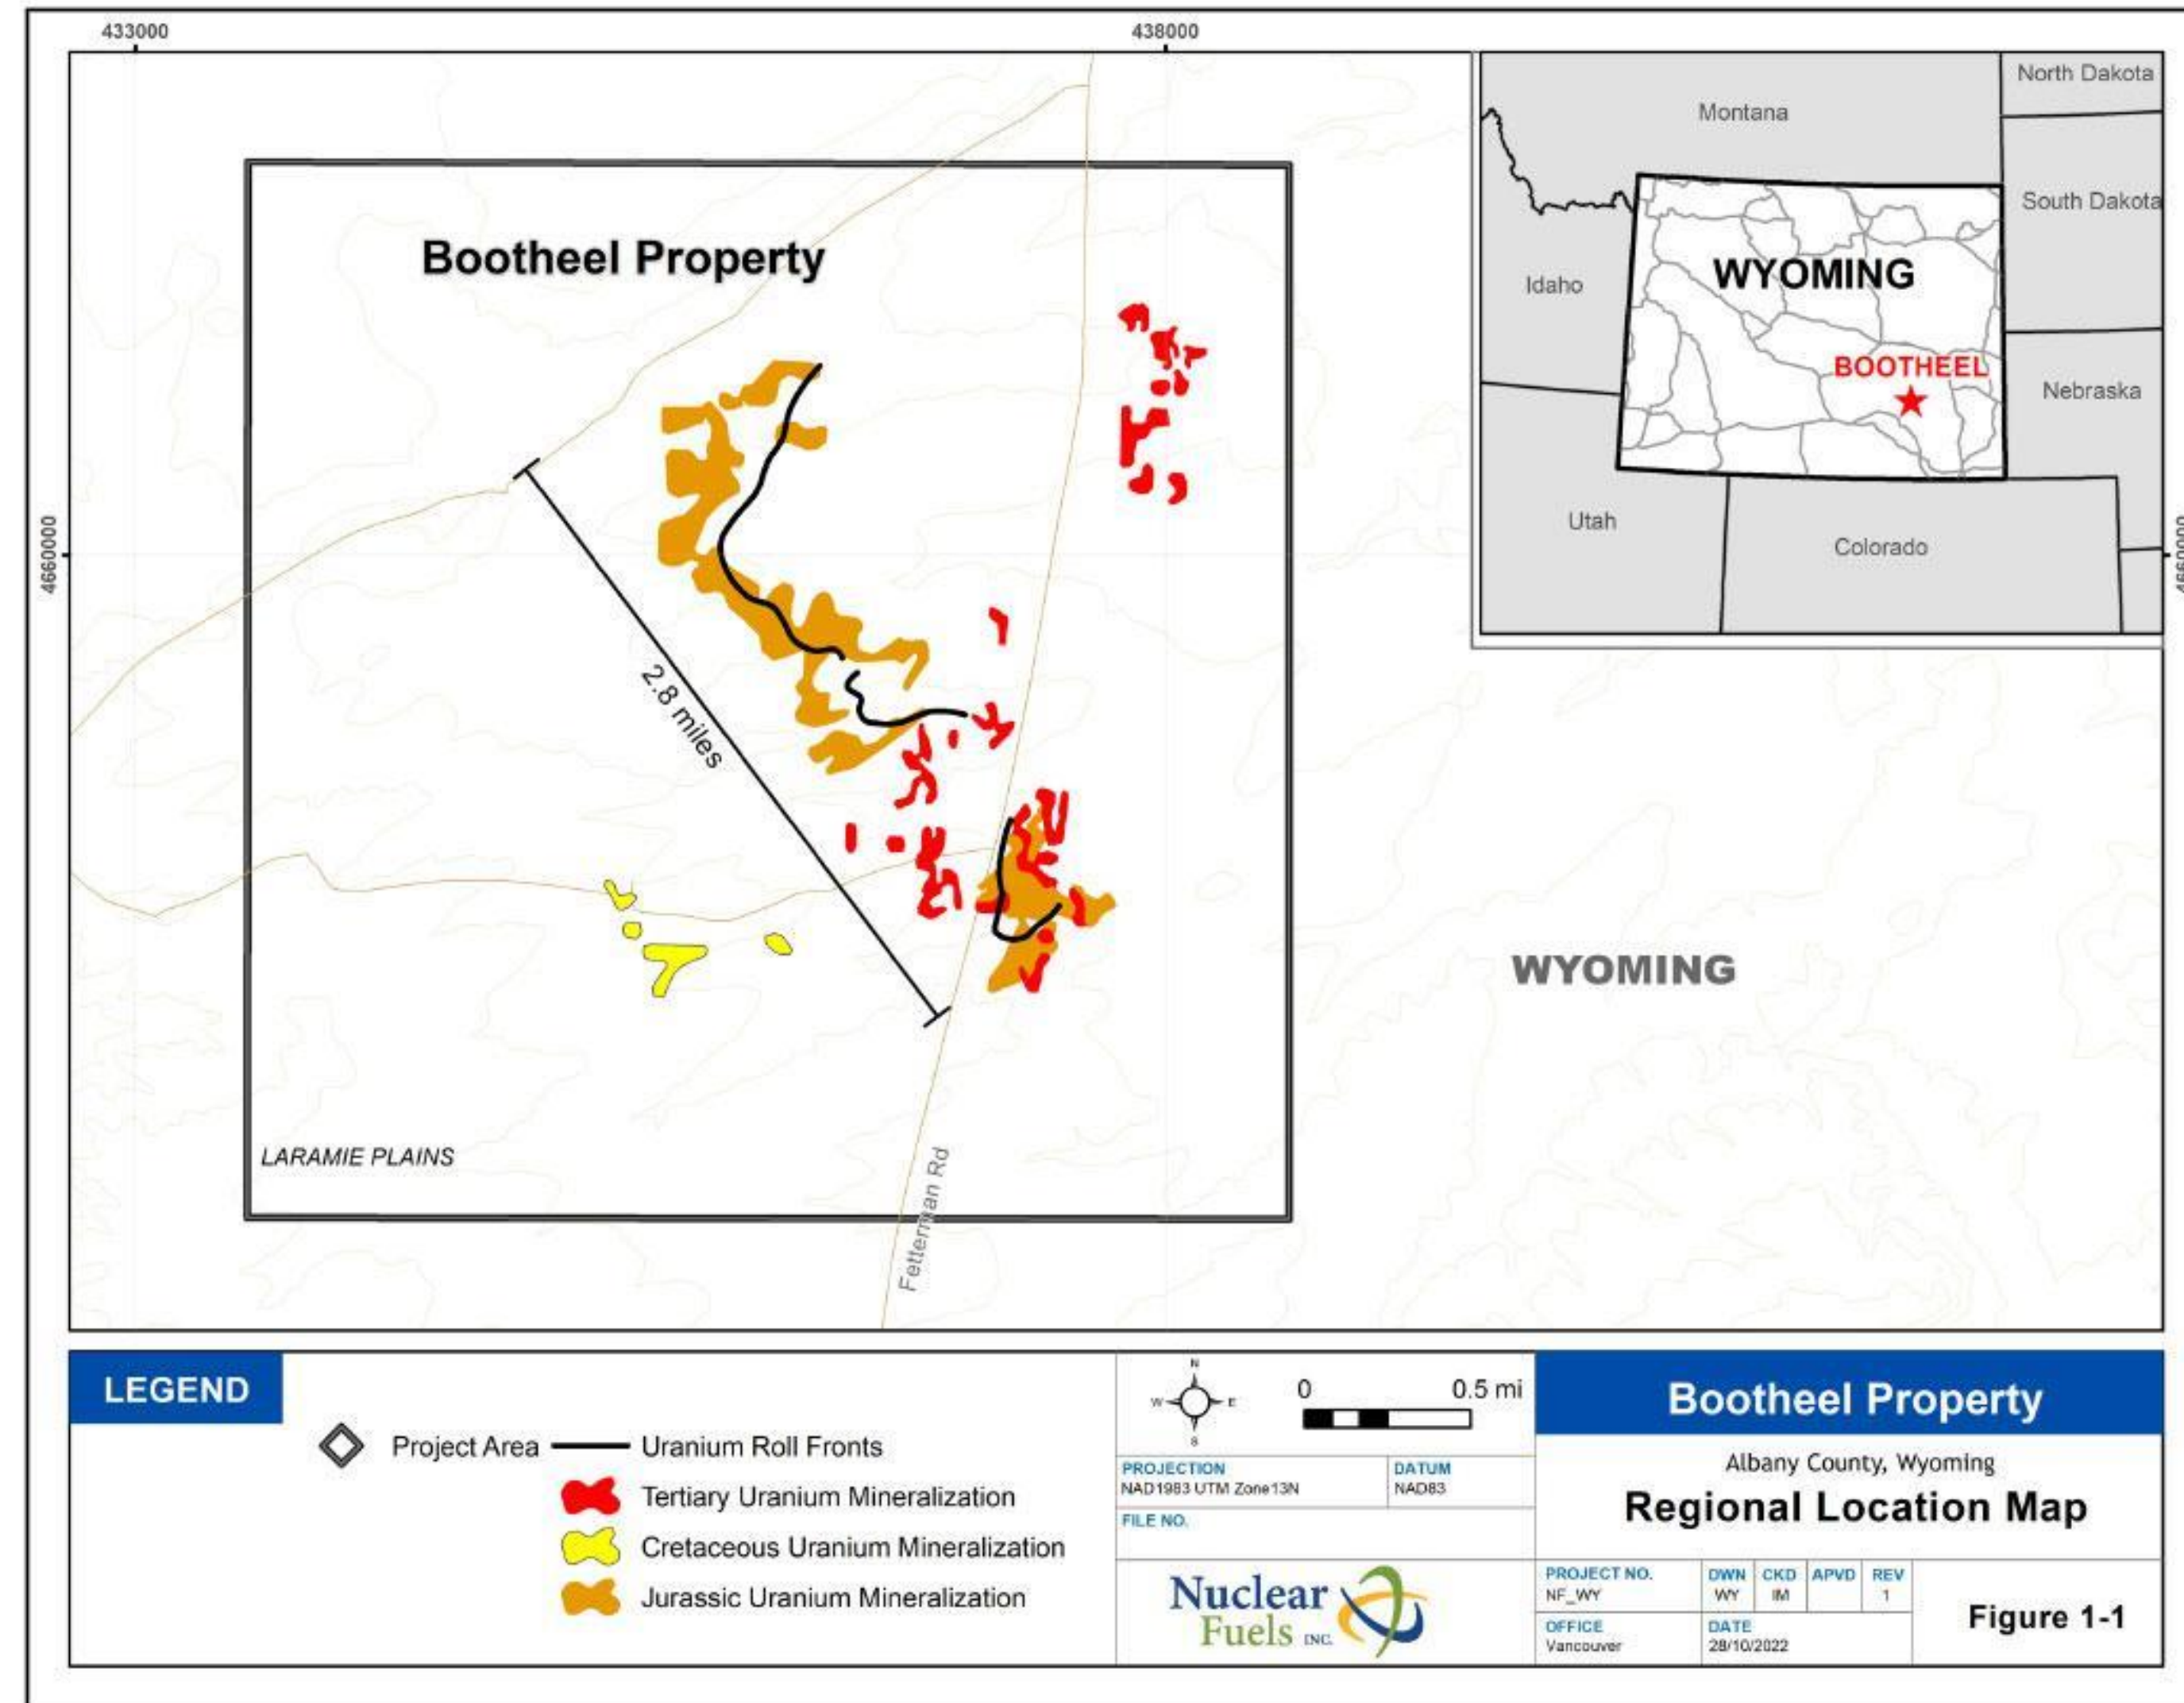 433000
438000
4660000
4660000
Bootheel Property
2.8 miles
LARAMIE PLAINS
Fetterman Rd
WYOMING
North Dakota
Montana
South Dakota
Idaho
WYOMING
BOOTHEEL
Nebraska
Utah
Colorado
LEGEND
Project Area
Uranium Roll Fronts
Tertiary Uranium Mineralization
Cretaceous Uranium Mineralization
Jurassic Uranium Mineralization
N
W E
S
0 0.5 mi
PROJECTION
NAD1983 UTM Zone13N
DATUM
NAD83
FILE NO.
Nuclear
Fuels INC.
Bootheel Property
Albany County, Wyoming
Regional Location Map
PROJECT NO.
NF_WY
DWN CKD APVD REV
WY IM 1
OFFICE
Vancouver
DATE
28/10/2022
Figure 1-1